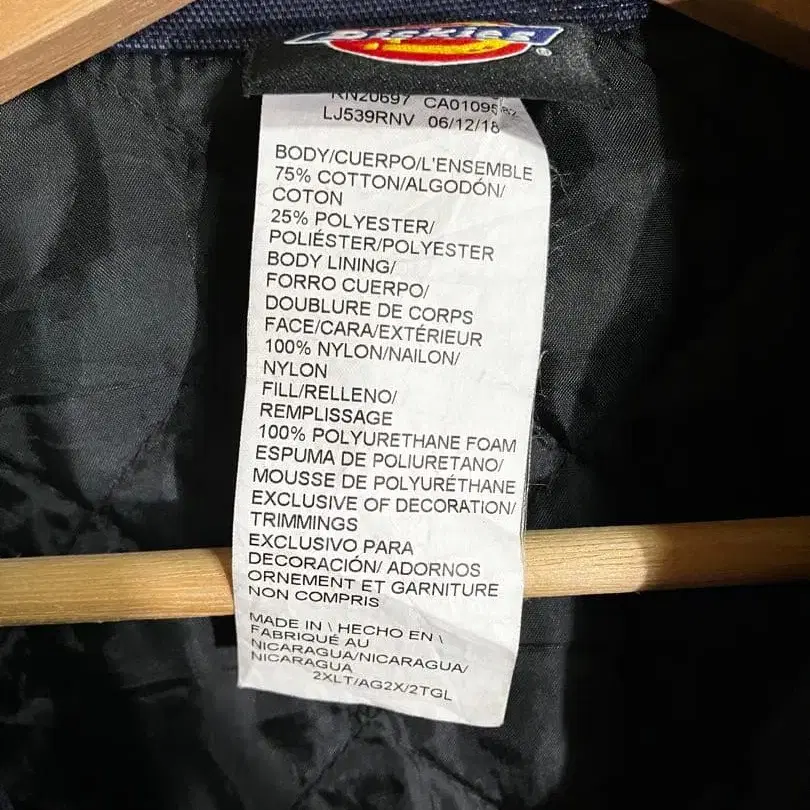 Dickies
RN20697 CA01095
LJ539RNV 06/12/18
BODY/CUERPO/L'ENSEMBLE
75% COTTON/ALGODÓN/
COTON
25% POLYESTER/
POLIÉSTER/POLYESTER
BODY LINING/
FORRO CUERPO/
DOUBLURE DE CORPS
FACE/CARA/EXTÉRIEUR
100% NYLON/NAILON/
NYLON
FILL/RELLENO/
REMPLISSAGE
100% POLYURETHANE FOAM
ESPUMA DE POLIURETANO/
MOUSSE DE POLYURÉTHANE
EXCLUSIVE OF DECORATION/
TRIMMINGS
EXCLUSIVO PARA
DECORACIÓN/ ADORNOS
ORNEMENT ET GARNITURE
NON COMPRIS
MADE IN \ HECHO EN \
FABRIQUÉ AU
NICARAGUA/NICARAGUA/
NICARAGUA
2XLT/AG2X/2TGL